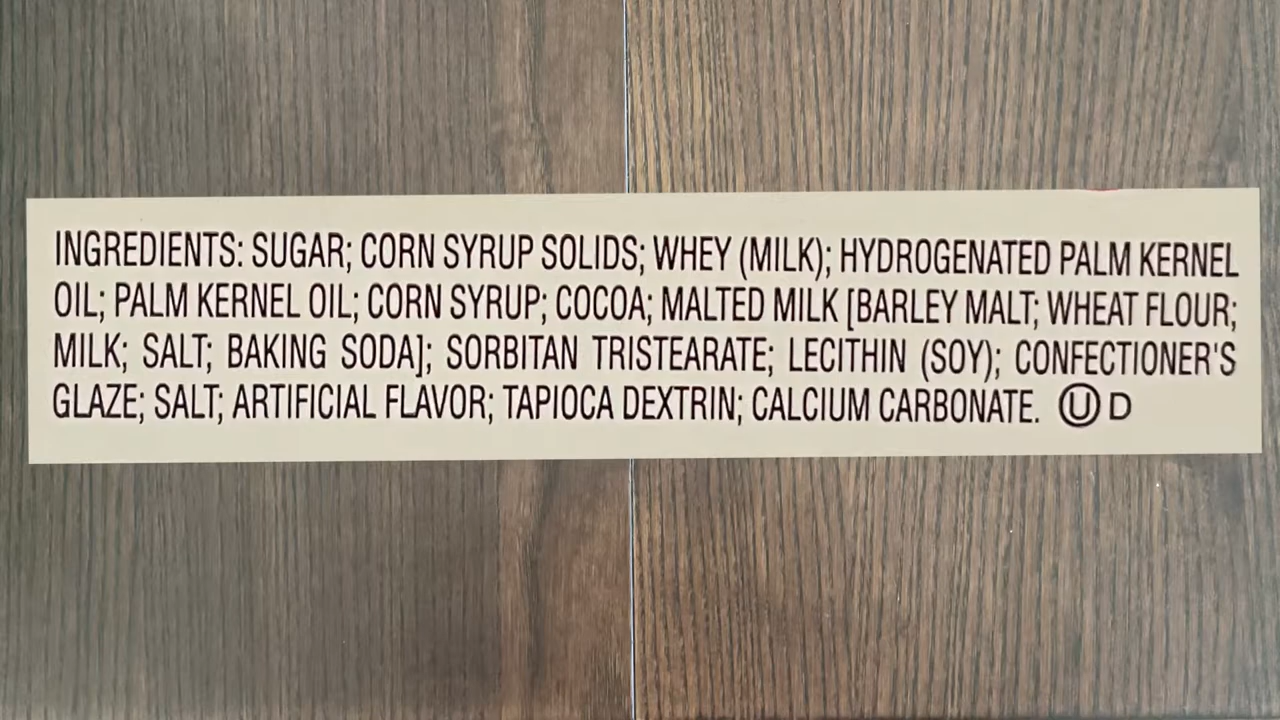 INGREDIENTS: SUGAR; CORN SYRUP SOLIDS; WHEY (MILK); HYDROGENATED PALM KERNEL
OIL; PALM KERNEL OIL; CORN SYRUP; COCOA; MALTED MILK [BARLEY MALT; WHEAT FLOUR;
MILK; SALT; BAKING SODA]; SORBITAN TRISTEARATE; LECITHIN (SOY); CONFECTIONER'S
GLAZE; SALT; ARTIFICIAL FLAVOR; TAPIOCA DEXTRIN; CALCIUM CARBONATE. Ⓤ D